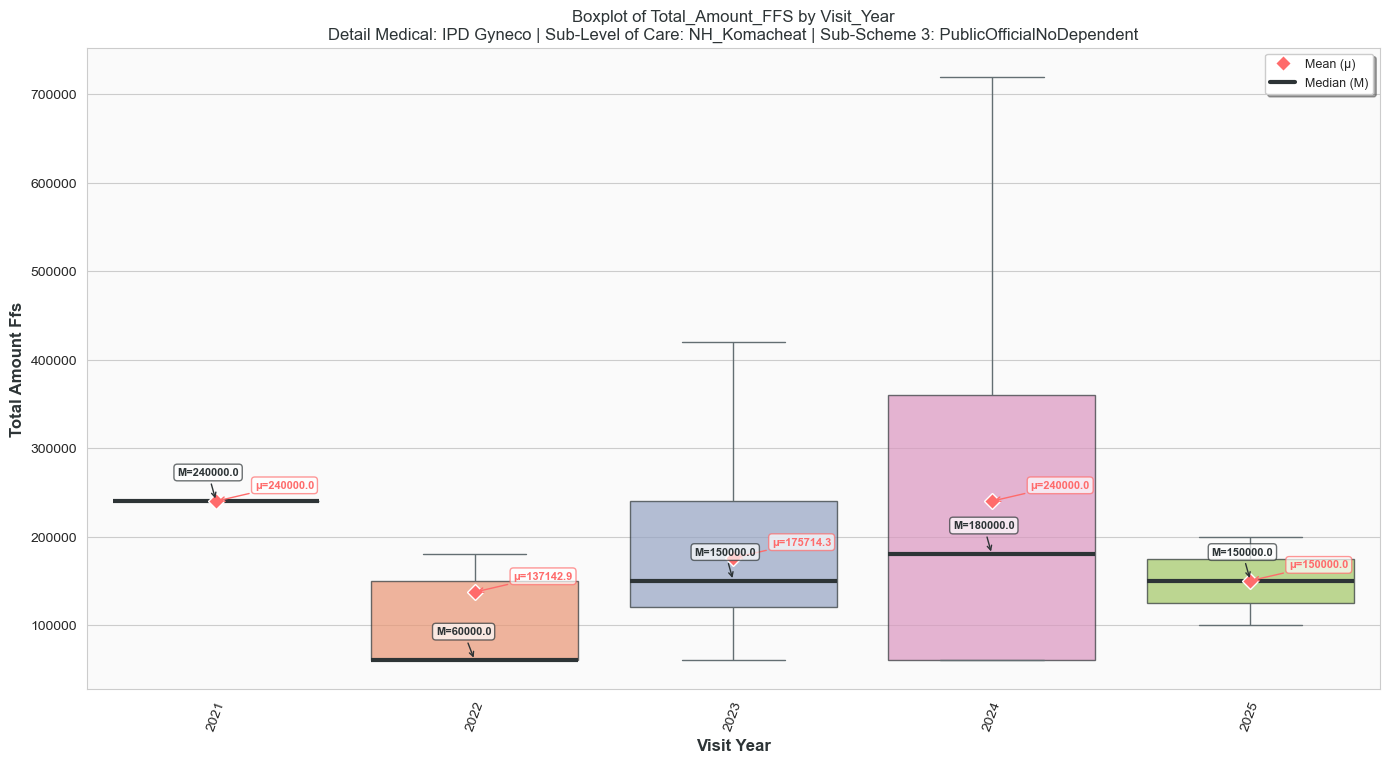 Boxplot of Total_Amount_FFS by Visit_Year
Detail Medical: IPD Gyneco | Sub-Level of Care: NH_Komacheat | Sub-Scheme 3: PublicOfficialNoDependent
Mean (μ)
Median (M)
Total Amount Ffs
700000
600000
500000
400000
300000
200000
100000
M=240000.0
μ=240000.0
M=60000.0
μ=137142.9
M=150000.0
μ=175714.3
M=180000.0
μ=240000.0
M=150000.0
μ=150000.0
2021
2022
2023
2024
2025
Visit Year